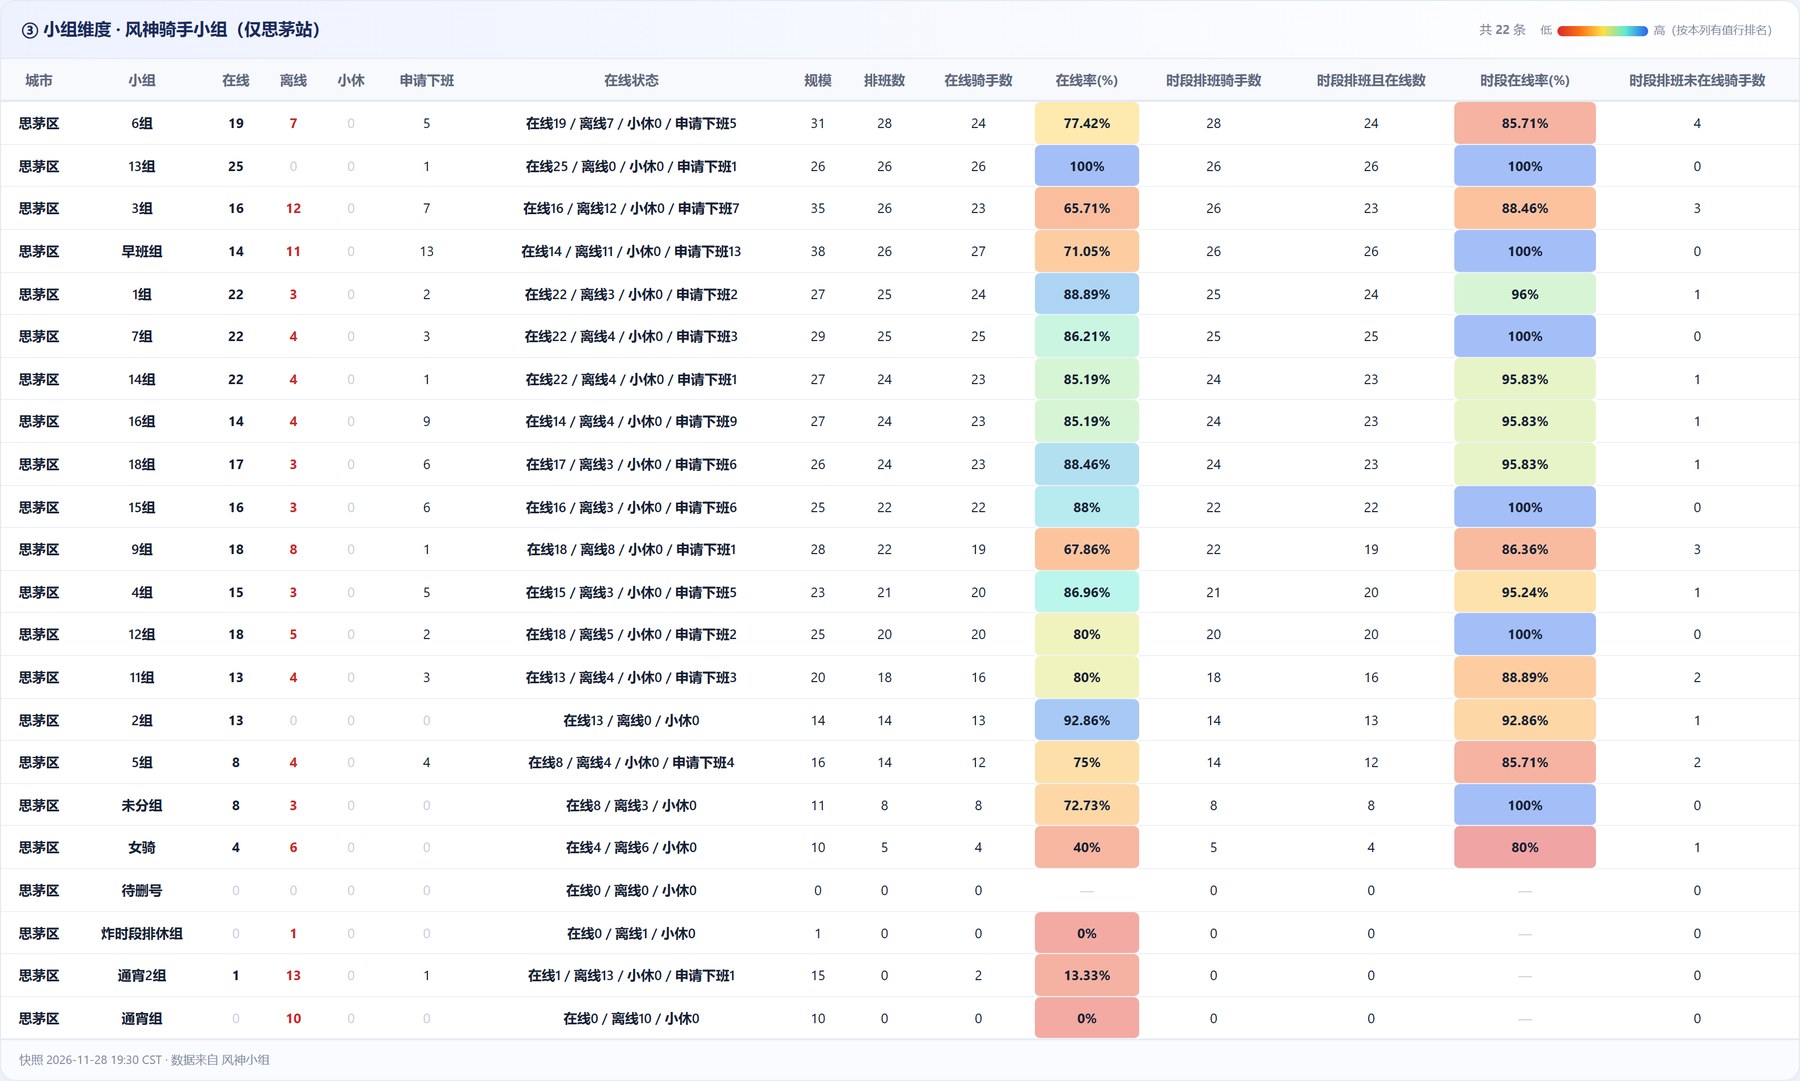 ③ 小组维度 · 风神骑手小组（仅思茅站）
共 22 条 低 高 (按本列有值行排名)
城市 小组 在线 离线 小休 申请下班 在线状态 规模 排班数 在线骑手数 在线率(%) 时段排班骑手数 时段排班且在线数 时段在线率(%) 时段排班未在线骑手数
思茅区 6组 19 7 0 5 在线19 / 离线7 / 小休0 / 申请下班5 31 28 24 77.42% 28 24 85.71% 4
思茅区 13组 25 0 0 1 在线25 / 离线0 / 小休0 / 申请下班1 26 26 26 100% 26 26 100% 0
思茅区 3组 16 12 0 7 在线16 / 离线12 / 小休0 / 申请下班7 35 26 23 65.71% 26 23 88.46% 3
思茅区 早班组 14 11 0 13 在线14 / 离线11 / 小休0 / 申请下班13 38 26 27 71.05% 26 26 100% 0
思茅区 1组 22 3 0 2 在线22 / 离线3 / 小休0 / 申请下班2 27 25 24 88.89% 25 24 96% 1
思茅区 7组 22 4 0 3 在线22 / 离线4 / 小休0 / 申请下班3 29 25 25 86.21% 25 25 100% 0
思茅区 14组 22 4 0 1 在线22 / 离线4 / 小休0 / 申请下班1 27 24 23 85.19% 24 23 95.83% 1
思茅区 16组 14 4 0 9 在线14 / 离线4 / 小休0 / 申请下班9 27 24 23 85.19% 24 23 95.83% 1
思茅区 18组 17 3 0 6 在线17 / 离线3 / 小休0 / 申请下班6 26 24 23 88.46% 24 23 95.83% 1
思茅区 15组 16 3 0 6 在线16 / 离线3 / 小休0 / 申请下班6 25 22 22 88% 22 22 100% 0
思茅区 9组 18 8 0 1 在线18 / 离线8 / 小休0 / 申请下班1 28 22 19 67.86% 22 19 86.36% 3
思茅区 4组 15 3 0 5 在线15 / 离线3 / 小休0 / 申请下班5 23 21 20 86.96% 21 20 95.24% 1
思茅区 12组 18 5 0 2 在线18 / 离线5 / 小休0 / 申请下班2 25 20 20 80% 20 20 100% 0
思茅区 11组 13 4 0 3 在线13 / 离线4 / 小休0 / 申请下班3 20 18 16 80% 18 16 88.89% 2
思茅区 2组 13 0 0 0 在线13 / 离线0 / 小休0 14 14 13 92.86% 14 13 92.86% 1
思茅区 5组 8 4 0 4 在线8 / 离线4 / 小休0 / 申请下班4 16 14 12 75% 14 12 85.71% 2
思茅区 未分组 8 3 0 0 在线8 / 离线3 / 小休0 11 8 8 72.73% 8 8 100% 0
思茅区 女骑 4 6 0 0 在线4 / 离线6 / 小休0 10 5 4 40% 5 4 80% 1
思茅区 待删号 0 0 0 0 在线0 / 离线0 / 小休0 0 0 0 — 0 0 — 0
思茅区 炸时段排休组 0 1 0 0 在线0 / 离线1 / 小休0 1 0 0 0% 0 0 — 0
思茅区 通宵2组 1 13 0 1 在线1 / 离线13 / 小休0 / 申请下班1 15 0 2 13.33% 0 0 — 0
思茅区 通宵组 0 10 0 0 在线0 / 离线10 / 小休0 10 0 0 0% 0 0 — 0
快照 2026-11-28 19:30 CST · 数据来自 风神小组